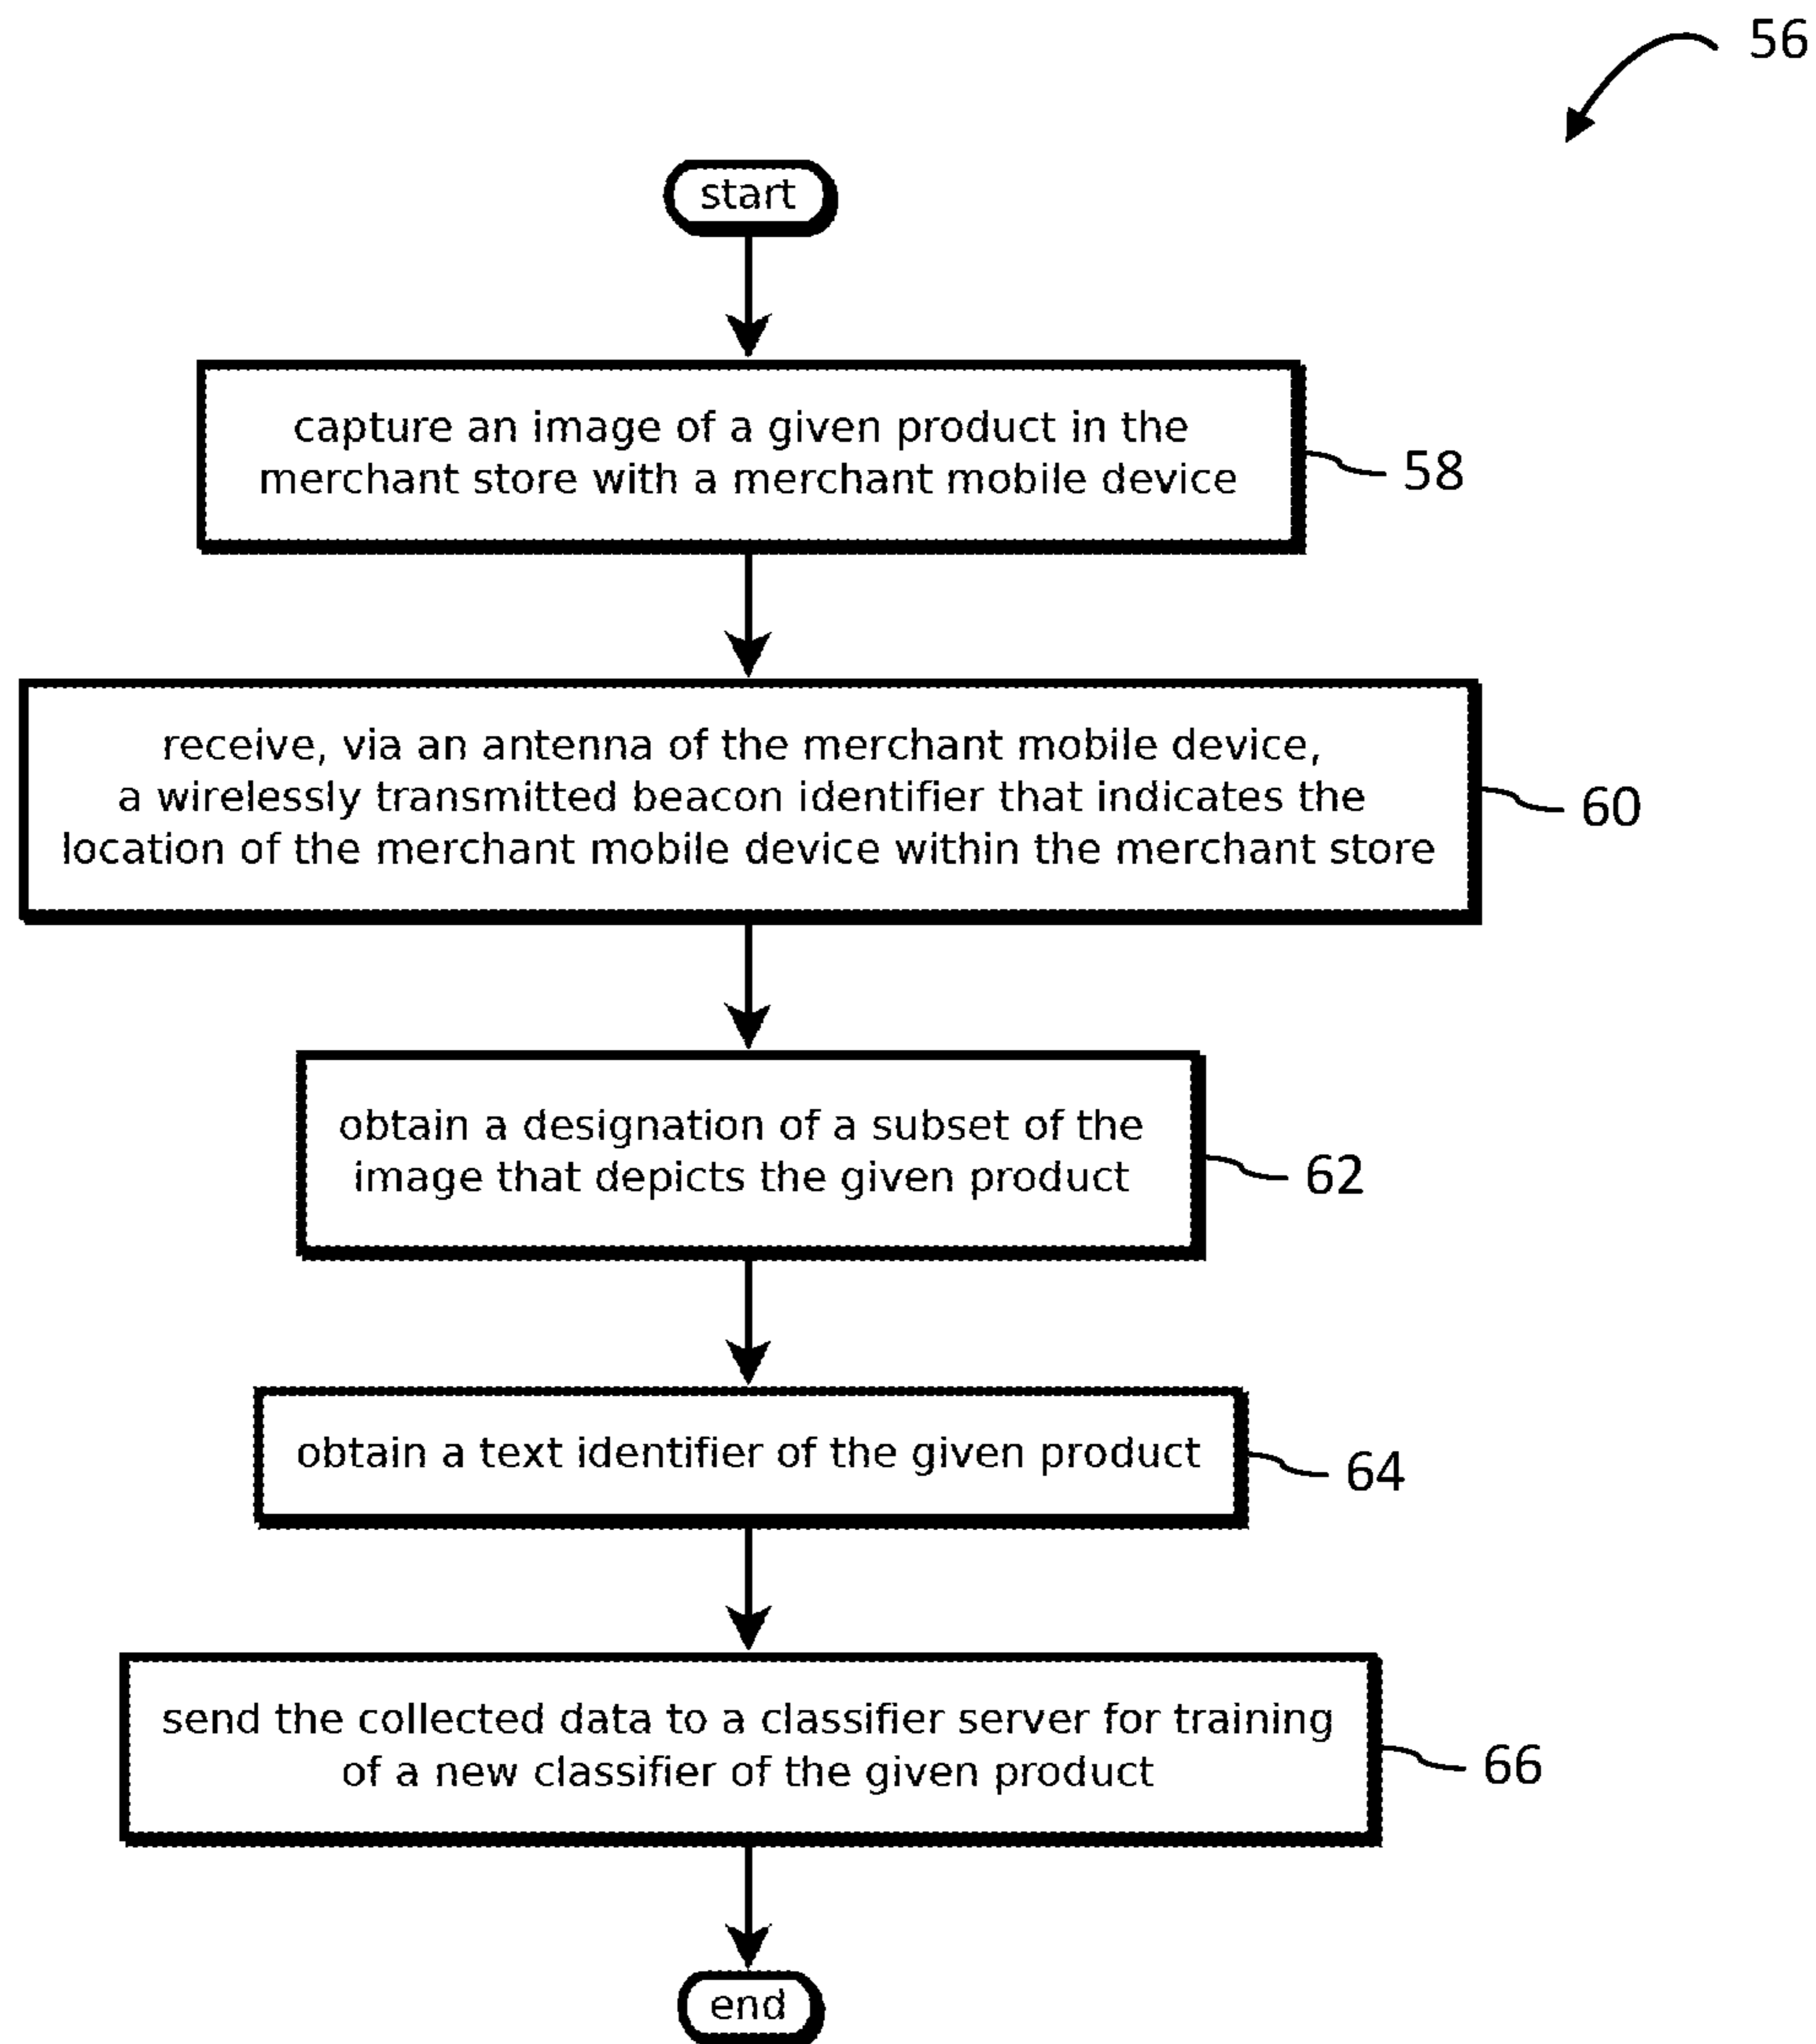 56
start
capture an image of a given product in the
merchant store with a merchant mobile device
58
receive, via an antenna of the merchant mobile device,
a wirelessly transmitted beacon identifier that indicates the
location of the merchant mobile device within the merchant store
60
obtain a designation of a subset of the
image that depicts the given product
62
obtain a text identifier of the given product
64
send the collected data to a classifier server for training
of a new classifier of the given product
66
end